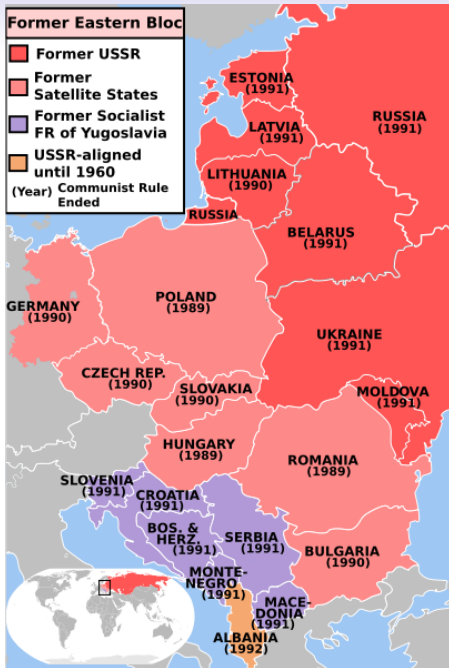 Former Eastern Bloc
Former USSR
Former
Satellite States
Former Socialist
FR of Yugoslavia
USSR-aligned
until 1960
(Year) Communist Rule
Ended
ESTONIA
(1991)
RUSSIA
(1991)
LATVIA
(1991)
LITHUANIA
(1990)
RUSSIA
BELARUS
(1991)
GERMANY
(1990)
POLAND
(1989)
UKRAINE
(1991)
CZECH REP.
(1990)
SLOVAKIA
(1990)
MOLDOVA
(1991)
HUNGARY
(1989)
ROMANIA
(1989)
SLOVENIA
(1991)
CROATIA
(1991)
BOS. &
HERZ.
(1991)
SERBIA
(1991)
BULGARIA
(1990)
MONTE-
NEGRO
(1991)
MACE-
DONIA
(1991)
ALBANIA
(1992)